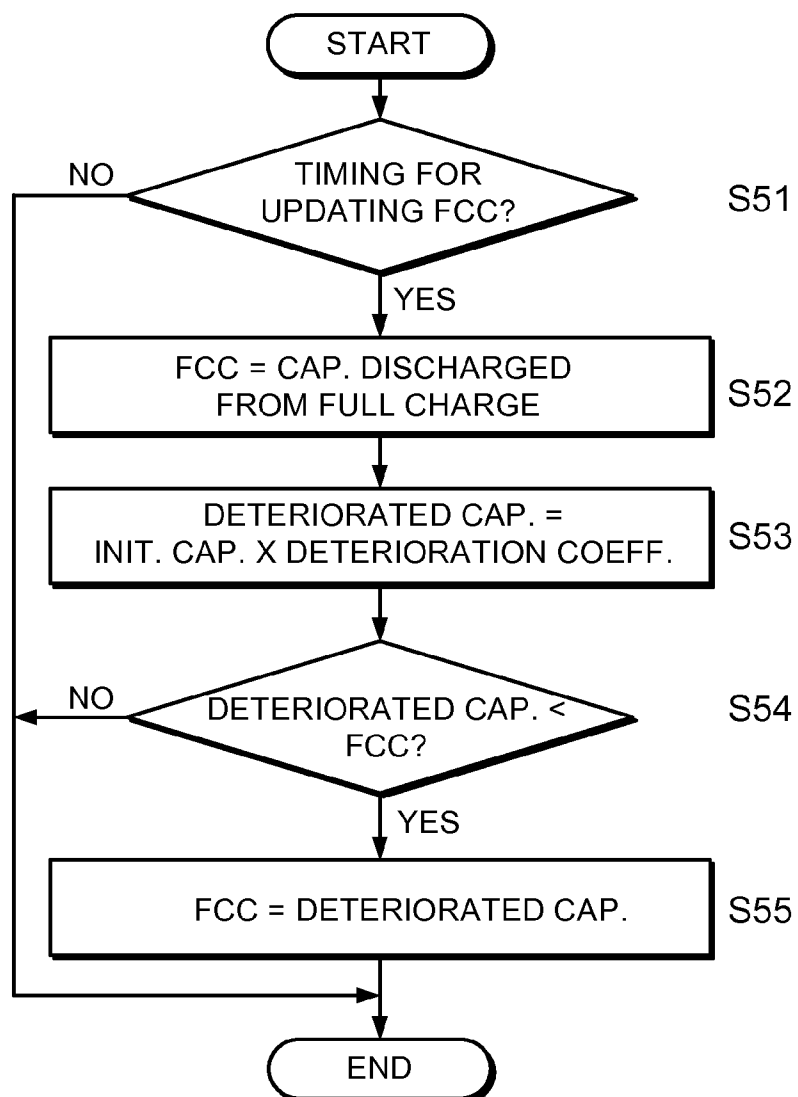 START
NO
TIMING FOR
UPDATING FCC?
S51
YES
FCC = CAP. DISCHARGED
FROM FULL CHARGE
S52
DETERIORATED CAP. =
INIT. CAP. X DETERIORATION COEFF.
S53
NO
DETERIORATED CAP. <
FCC?
S54
YES
FCC = DETERIORATED CAP.
S55
END